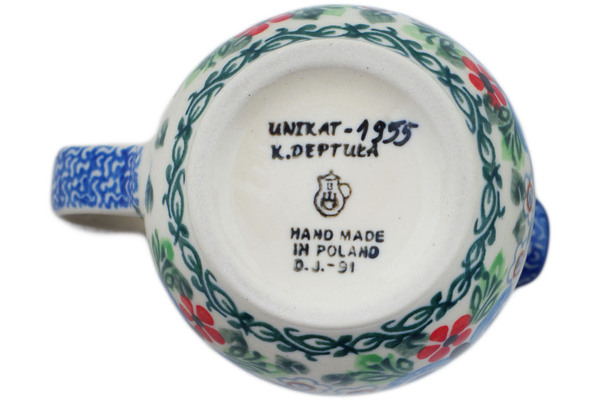 UNIKAT-1955
K.DEPTUŁA
HAND MADE
IN POLAND
D.J.-91